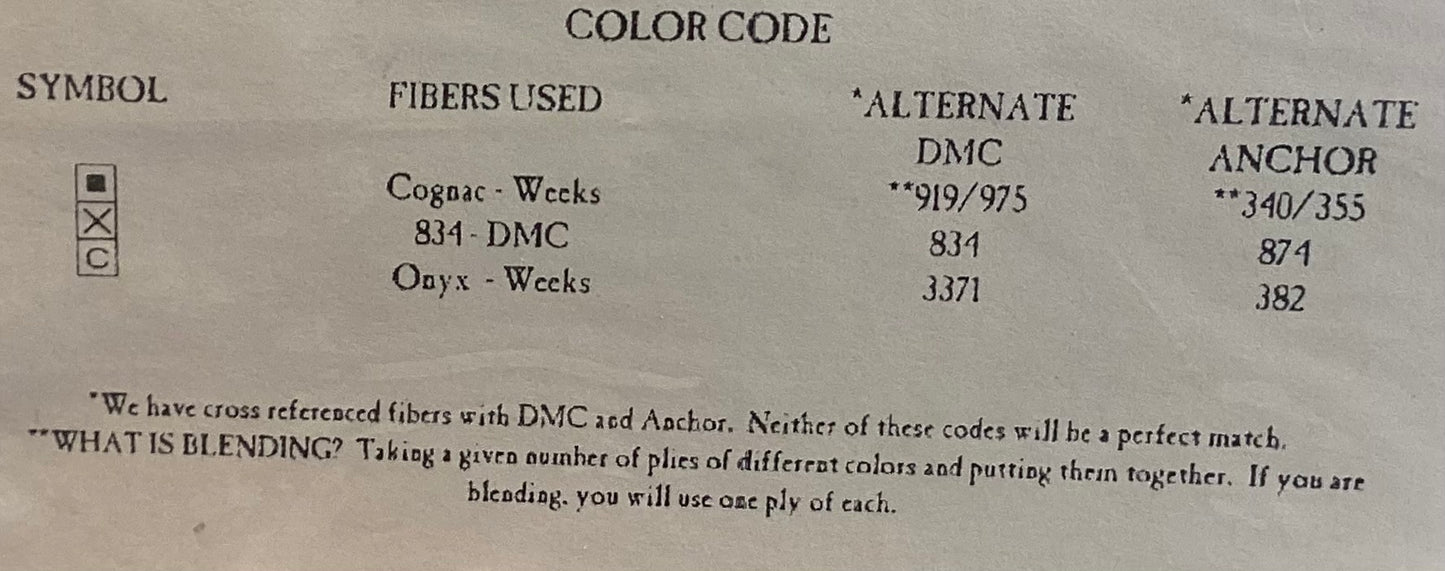 COLOR CODE
SYMBOL FIBERS USED *ALTERNATE DMC *ALTERNATE ANCHOR
■ Cognac - Weeks **919/975 **340/355
X 834 - DMC 834 874
C Onyx - Weeks 3371 382
*We have cross referenced fibers with DMC and Anchor. Neither of these codes will be a perfect match.
**WHAT IS BLENDING? Taking a given number of plies of different colors and putting them together. If you are
blending, you will use one ply of each.